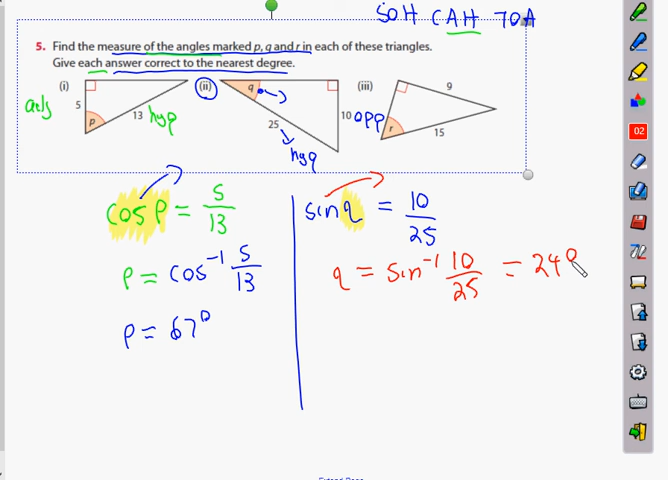 SOH CAH TOA
5. Find the measure of the angles marked p, q and r in each of these triangles.
Give each answer correct to the nearest degree.
(i) (ii) (iii)
adj 5 p 13 hyp
q 25 hyp 10 opp
9 r 15
cos p = 5/13
p = cos⁻¹ 5/13
p = 67°
sin q = 10/25
q = sin⁻¹ 10/25 = 24°
02